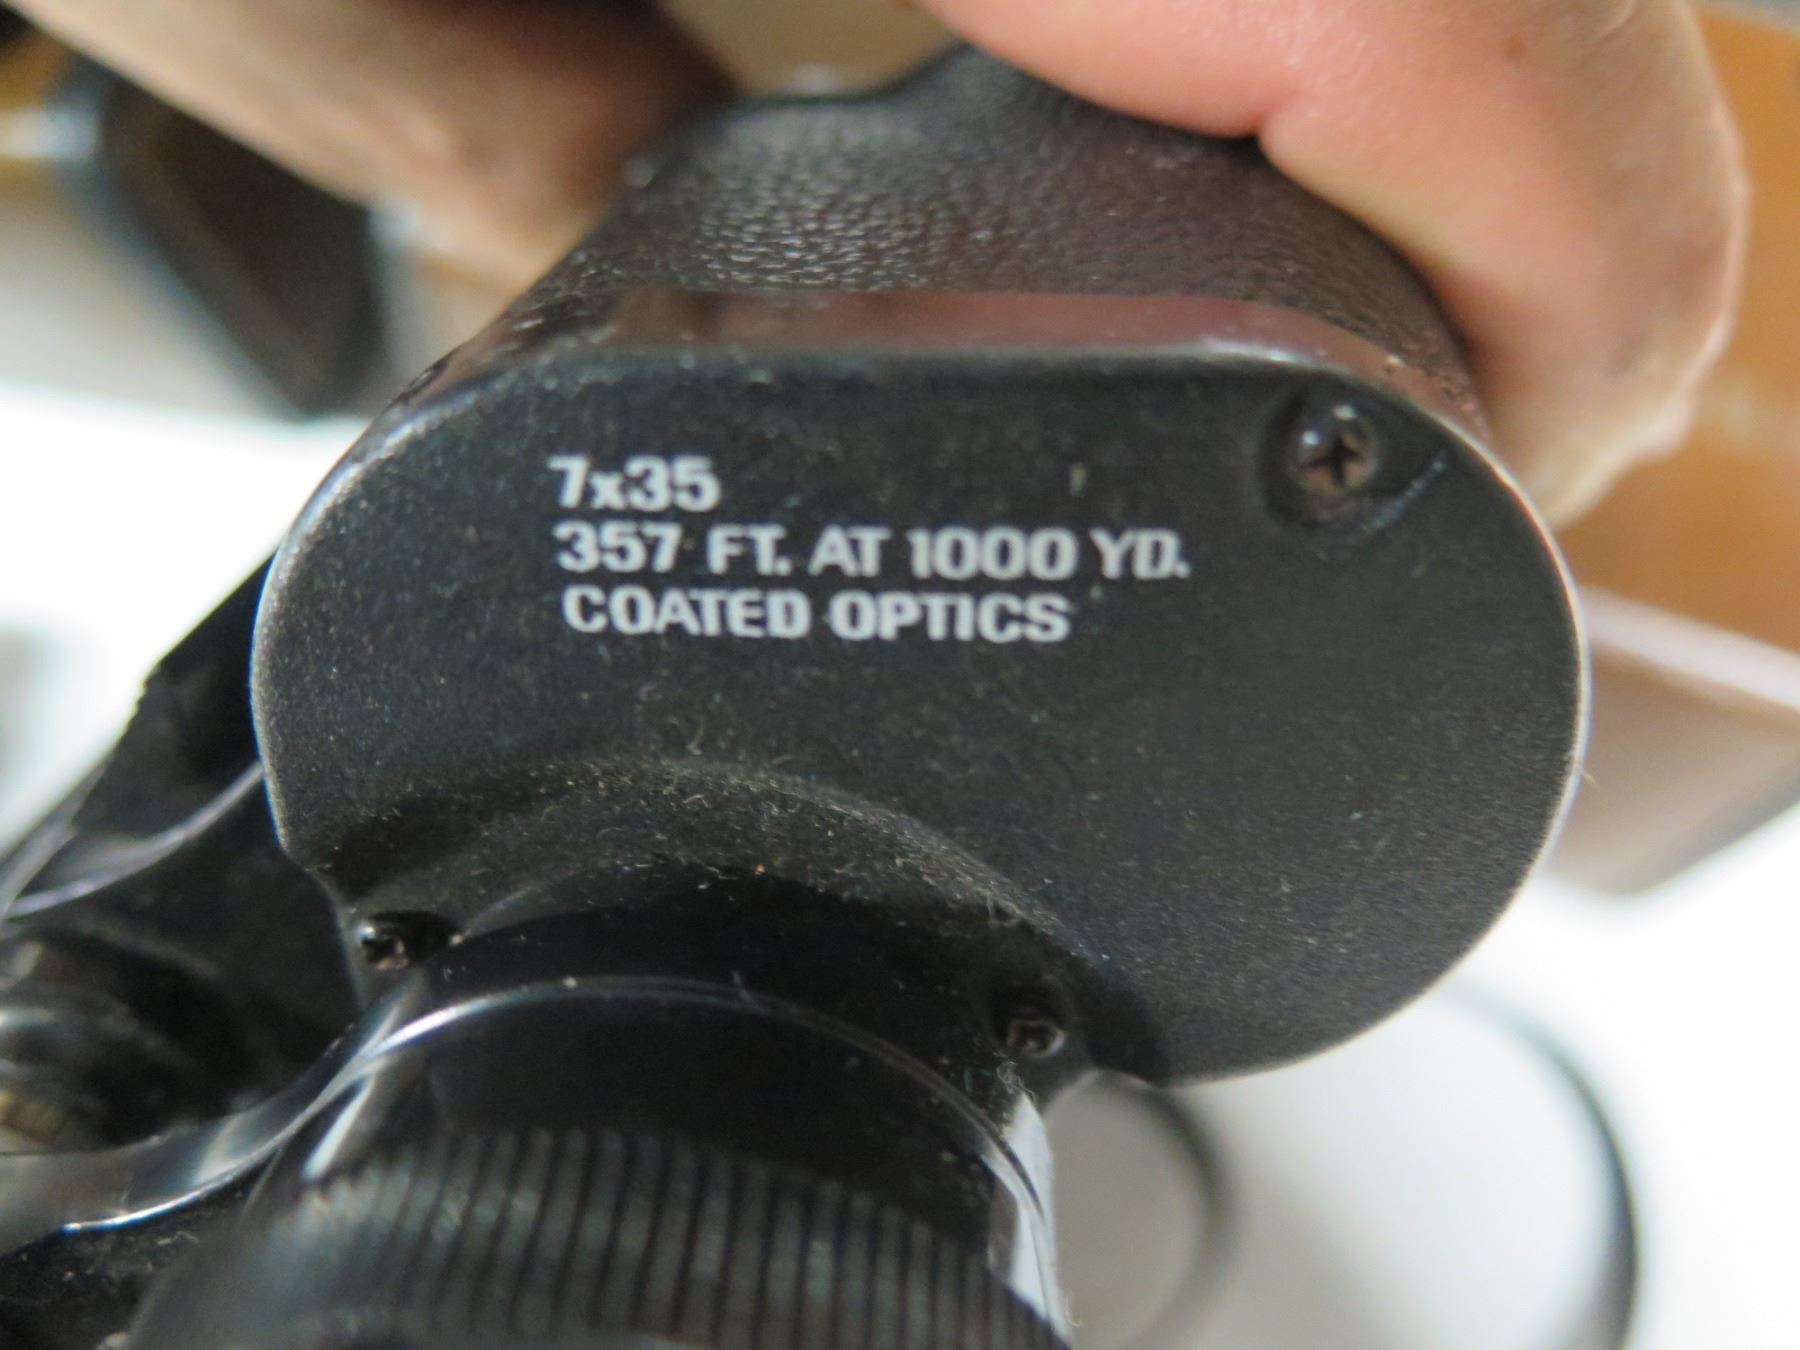 7x35
357 FT. AT 1000 YD.
COATED OPTICS